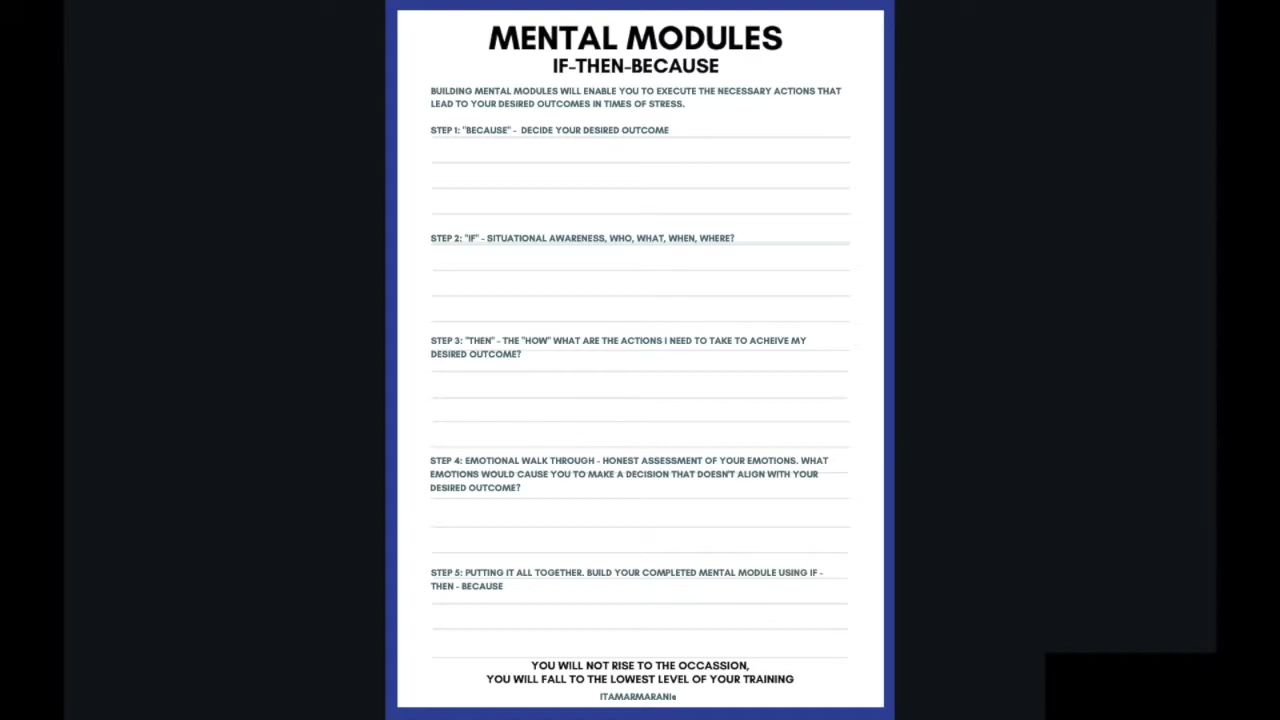 MENTAL MODULES
IF-THEN-BECAUSE
BUILDING MENTAL MODULES WILL ENABLE YOU TO EXECUTE THE NECESSARY ACTIONS THAT
LEAD TO YOUR DESIRED OUTCOMES IN TIMES OF STRESS.
STEP 1: "BECAUSE" - DECIDE YOUR DESIRED OUTCOME
STEP 2: "IF" - SITUATIONAL AWARENESS, WHO, WHAT, WHEN, WHERE?
STEP 3: "THEN" - THE "HOW" WHAT ARE THE ACTIONS I NEED TO TAKE TO ACHEIVE MY
DESIRED OUTCOME?
STEP 4: EMOTIONAL WALK THROUGH - HONEST ASSESSMENT OF YOUR EMOTIONS. WHAT
EMOTIONS WOULD CAUSE YOU TO MAKE A DECISION THAT DOESN'T ALIGN WITH YOUR
DESIRED OUTCOME?
STEP 5: PUTTING IT ALL TOGETHER. BUILD YOUR COMPLETED MENTAL MODULE USING IF -
THEN - BECAUSE
YOU WILL NOT RISE TO THE OCCASSION,
YOU WILL FALL TO THE LOWEST LEVEL OF YOUR TRAINING
ITAMARMARANI®